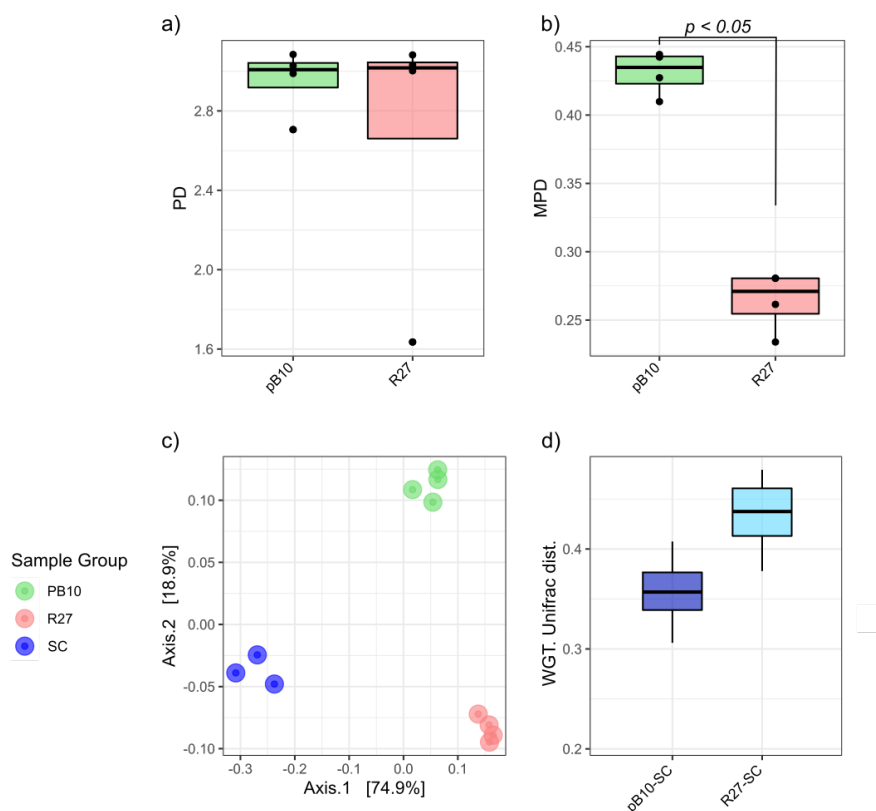 a)
PD
2.8
2.4
2.0
1.6
pB10
R27
b)
p < 0.05
MPD
0.45
0.40
0.35
0.30
0.25
pB10
R27
Sample Group
PB10
R27
SC
c)
Axis.2 [18.9%]
0.10
0.05
0.00
-0.05
-0.10
-0.3
-0.2
-0.1
0.0
0.1
Axis.1 [74.9%]
d)
WGT. Unifrac dist.
0.4
0.3
0.2
pB10-SC
R27-SC